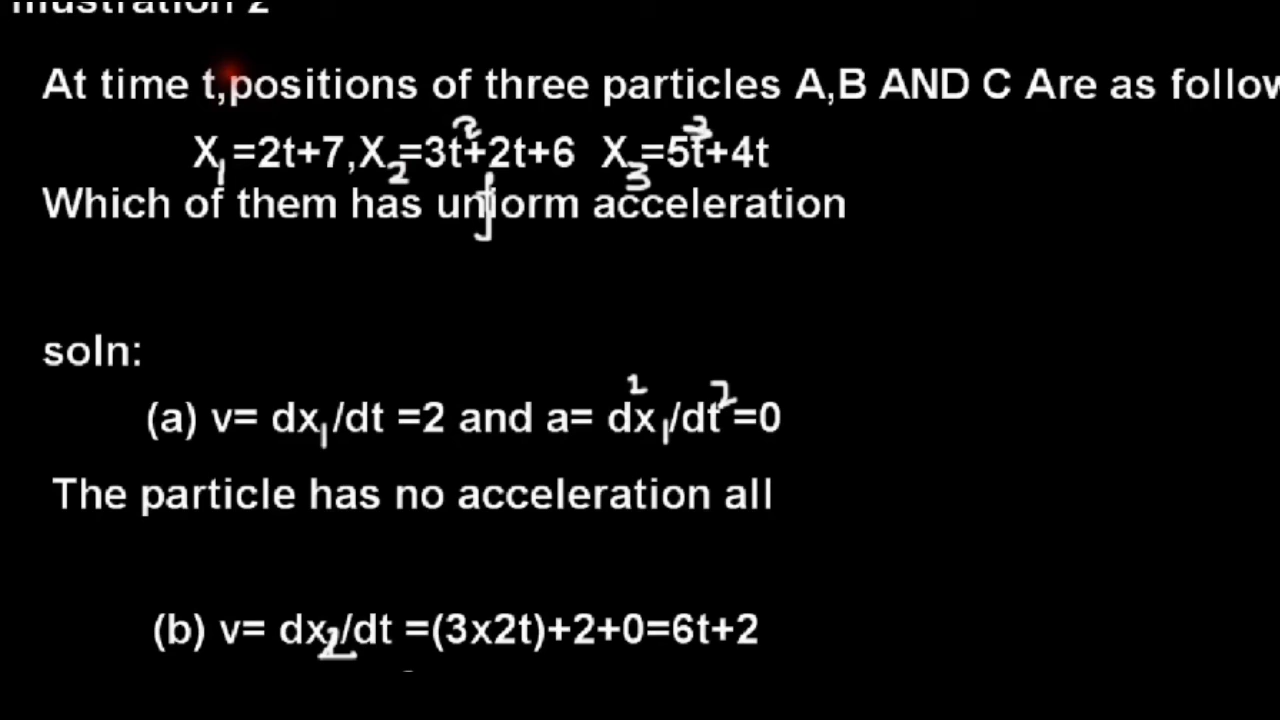 Illustration 2
At time t,positions of three particles A,B AND C Are as follow
X₁=2t+7,X₂=3t²+2t+6 X₃=5t³+4t
Which of them has uniform acceleration
soln:
(a) v= dx₁/dt =2 and a= d²x₁/dt²=0
The particle has no acceleration all
(b) v= dx₂/dt =(3x2t)+2+0=6t+2